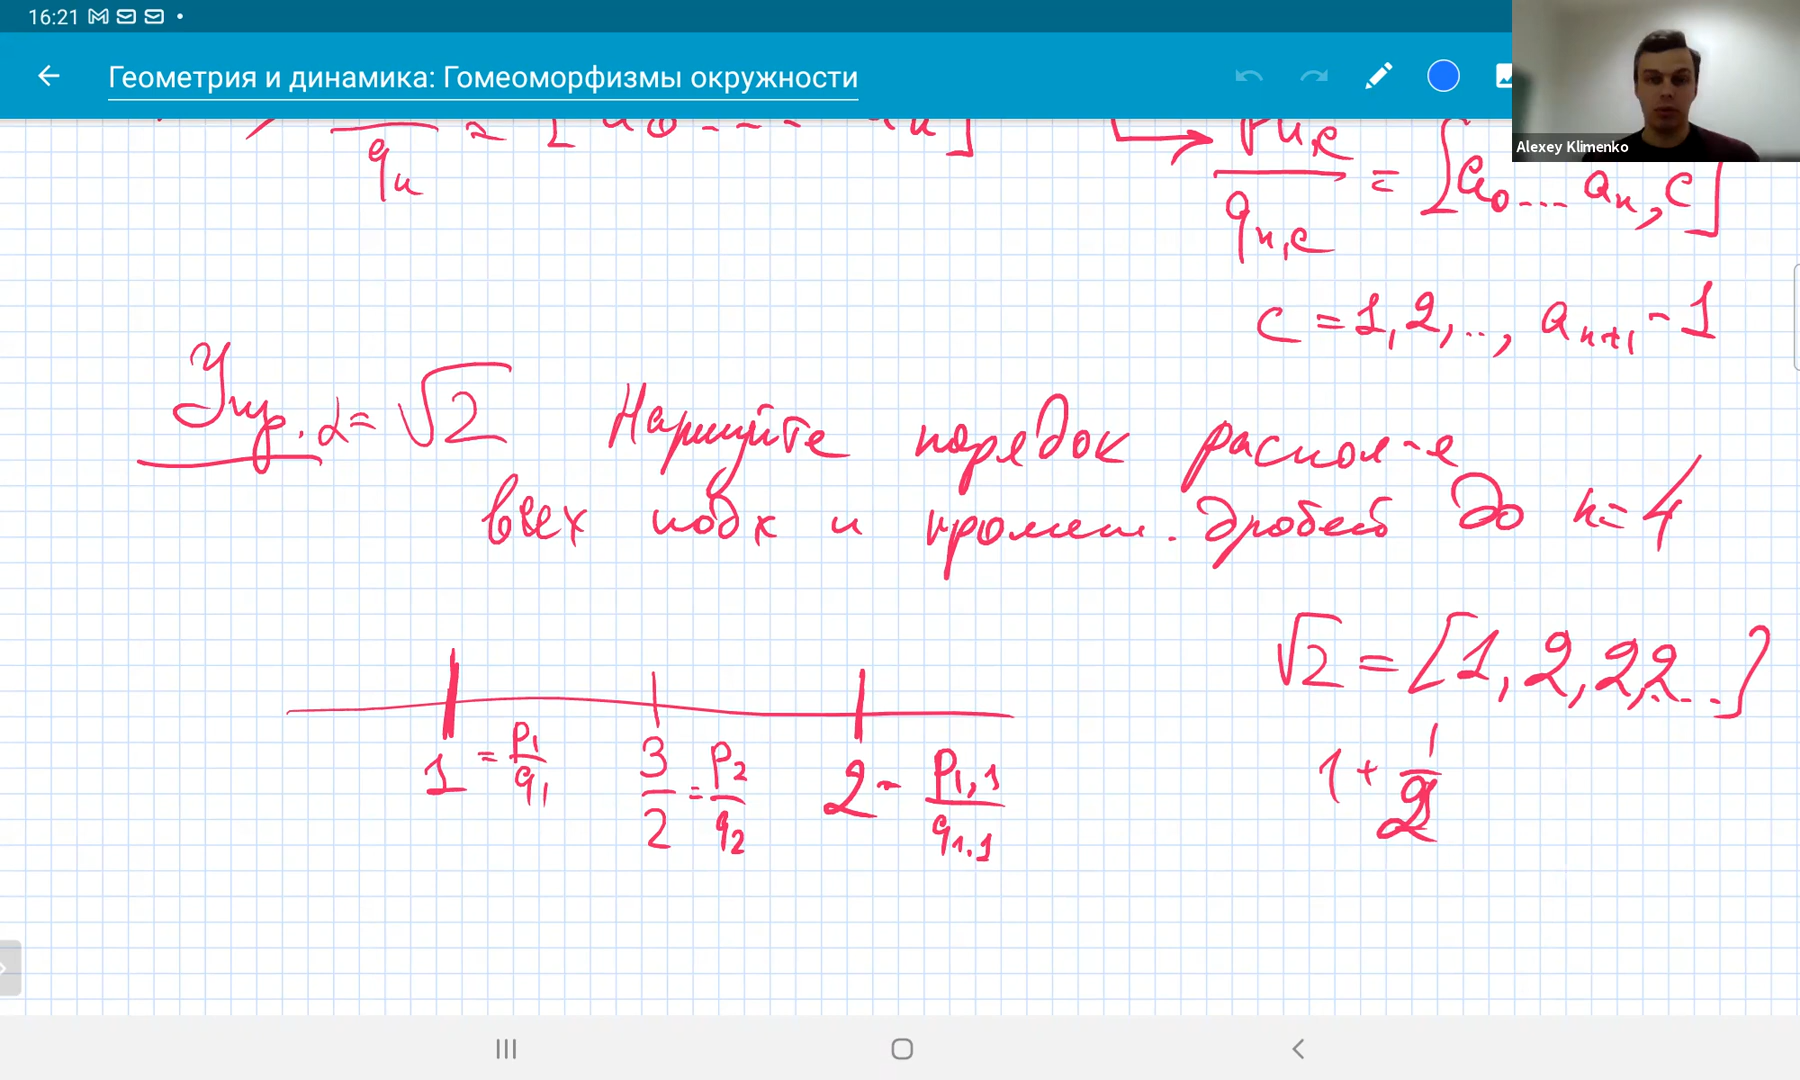 16:21
Геометрия и динамика: Гомеоморфизмы окружности
Alexey Klimenko
q_n
q_{n,c} = [a_0 ... a_n, c]
c = 1, 2, .., a_{n+1} - 1
Упр. α = √2 Нарисуйте порядок распол-е
всех подх и промеж. дробей до n=4
√2 = [1, 2, 2, 2, ...]
1 = p_1/q_1 3/2 = p_2/q_2 2 = p_{1,1}/q_{1,1}
1 + 1/2